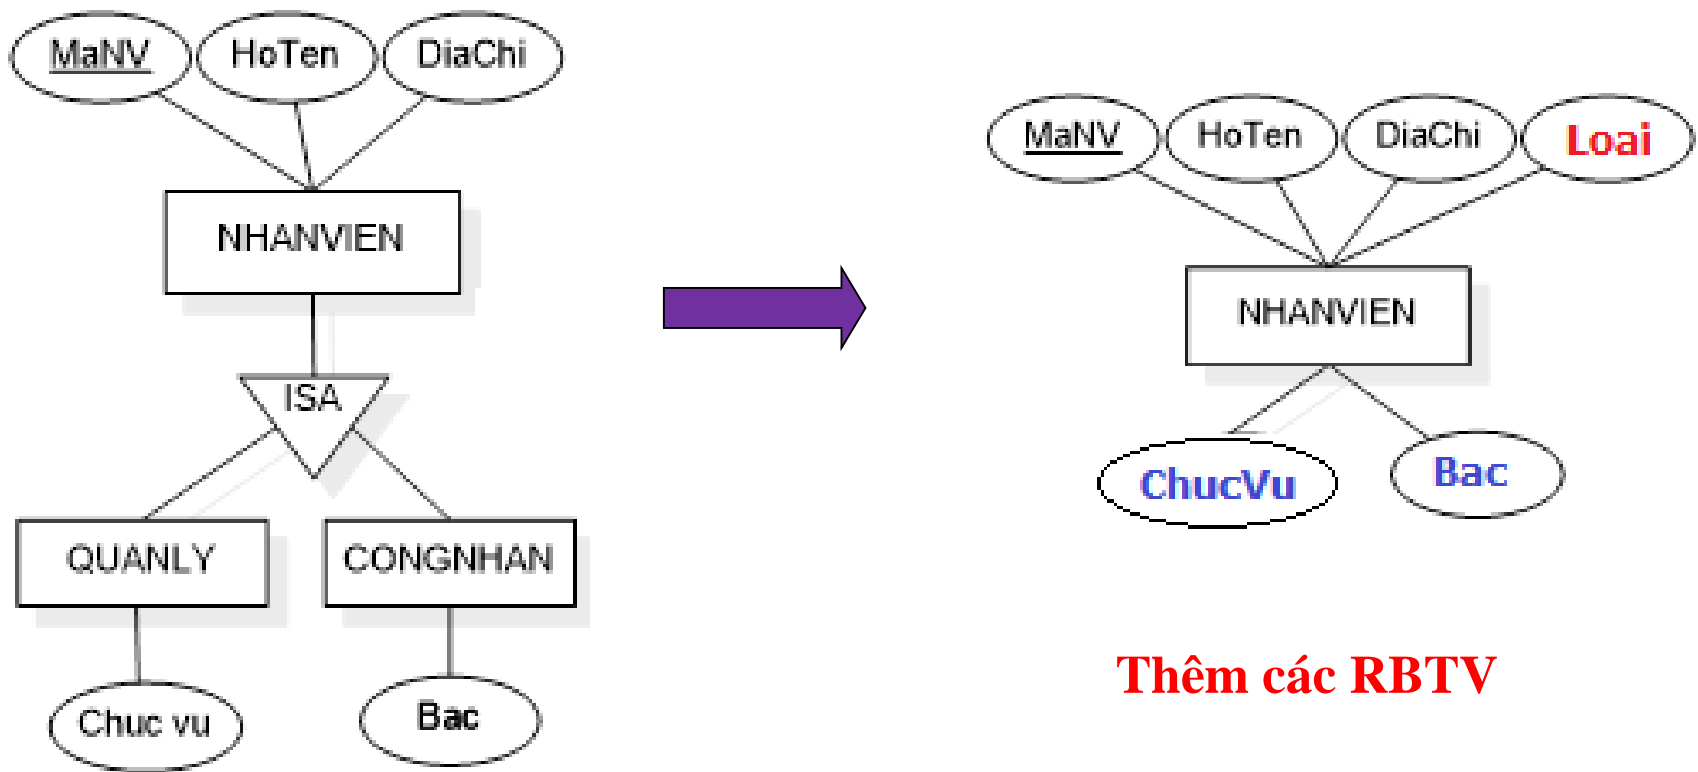 MaNV HoTen DiaChi
NHANVIEN
ISA
QUANLY CONGNHAN
Chuc vu Bac
MaNV HoTen DiaChi Loai
NHANVIEN
ChucVu Bac
Thêm các RBTV